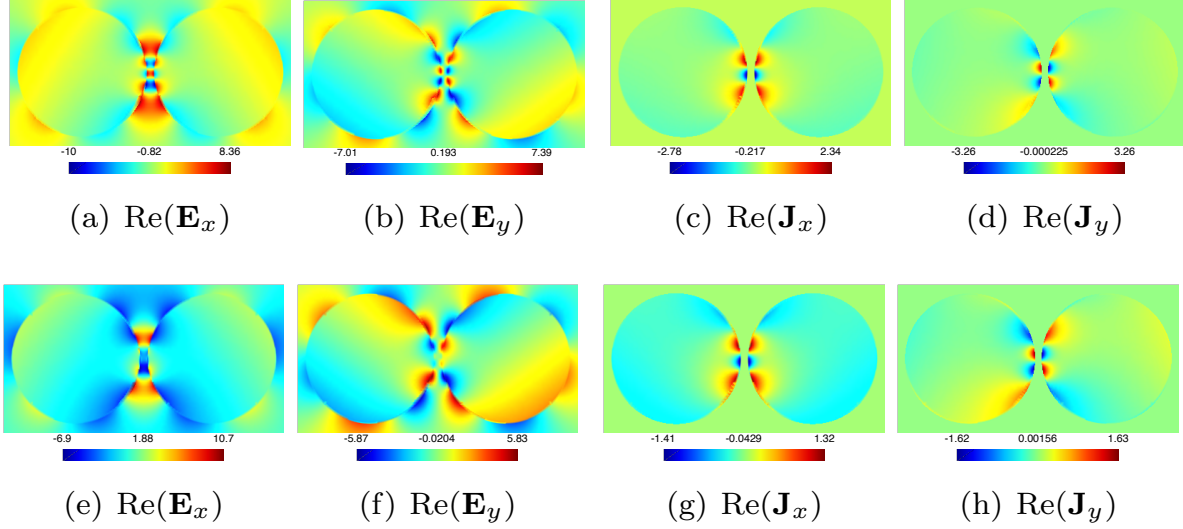 -10 -0.82 8.36
-7.01 0.193 7.39
-2.78 -0.217 2.34
-3.26 -0.000225 3.26
(a) Re(E_x)
(b) Re(E_y)
(c) Re(J_x)
(d) Re(J_y)
-6.9 1.88 10.7
-5.87 -0.0204 5.83
-1.41 -0.0429 1.32
-1.62 0.00156 1.63
(e) Re(E_x)
(f) Re(E_y)
(g) Re(J_x)
(h) Re(J_y)